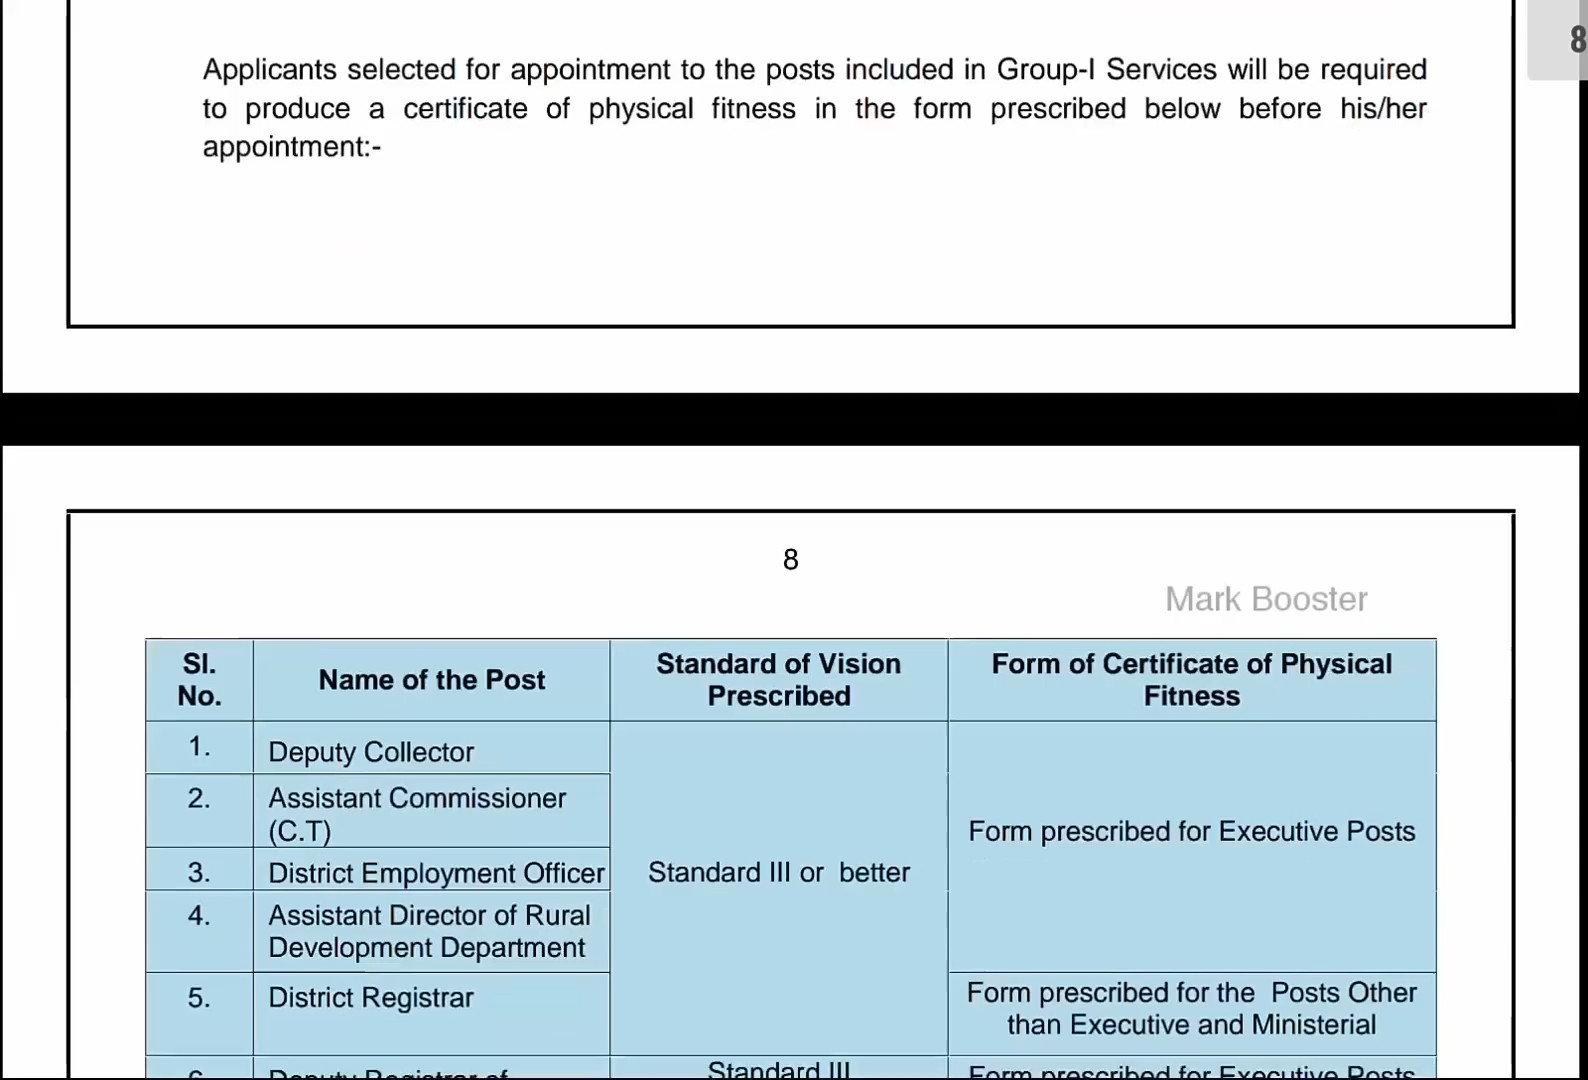 8
Applicants selected for appointment to the posts included in Group-I Services will be required
to produce a certificate of physical fitness in the form prescribed below before his/her
appointment:-
8
Mark Booster
Sl. No.
Name of the Post
Standard of Vision Prescribed
Form of Certificate of Physical Fitness
1.
Deputy Collector
2.
Assistant Commissioner
(C.T)
3.
District Employment Officer
4.
Assistant Director of Rural
Development Department
Standard III or better
Form prescribed for Executive Posts
5.
District Registrar
Form prescribed for the Posts Other
than Executive and Ministerial
6.
Deputy Registrar of
Standard III
Form prescribed for Executive Posts